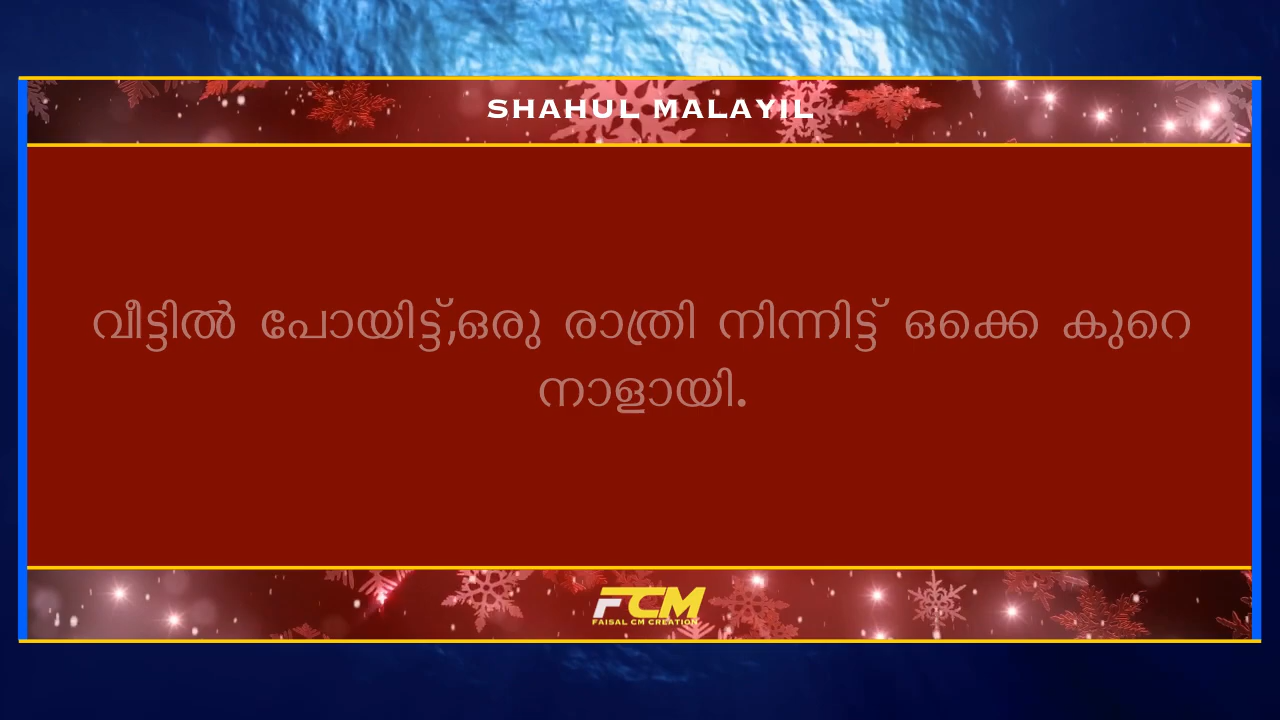 SHAHUL MALAYIL
വീട്ടിൽ പോയിട്ട്,ഒരു രാത്രി നിന്നിട്ട് ഒക്കെ കുറെ
നാളായി.
FCM
FAISAL CM CREATION